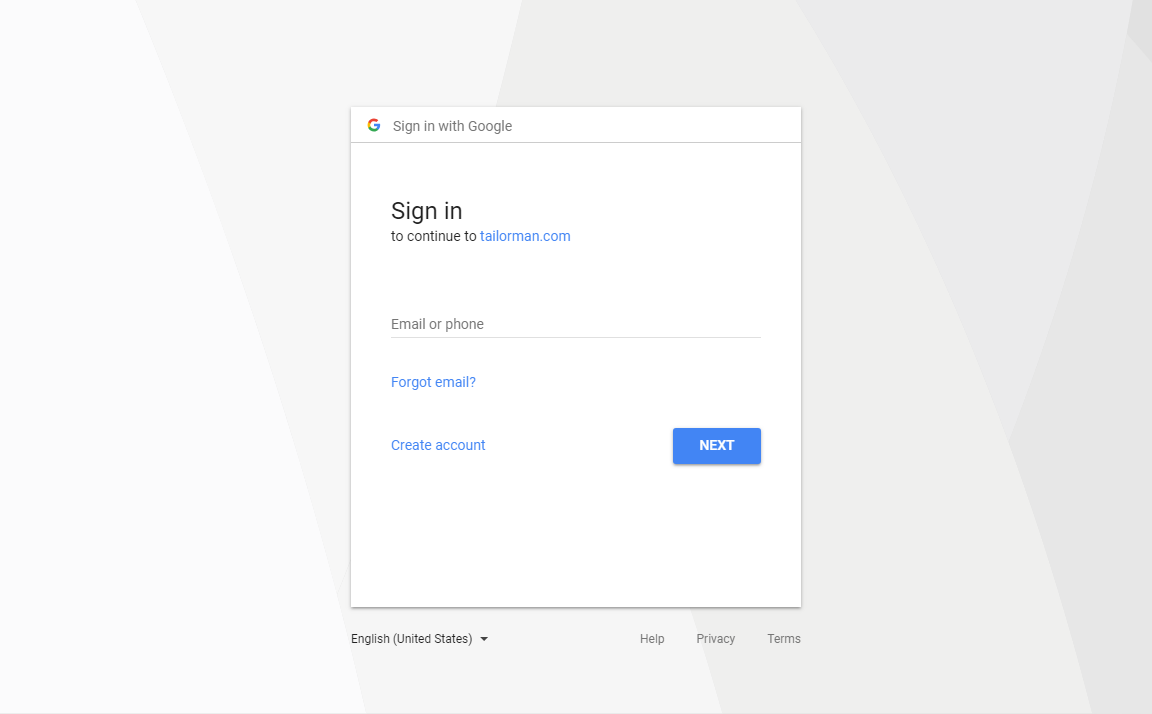 Sign in with Google
Sign in
to continue to tailorman.com
Email or phone
Forgot email?
Create account
NEXT
English (United States)
Help
Privacy
Terms